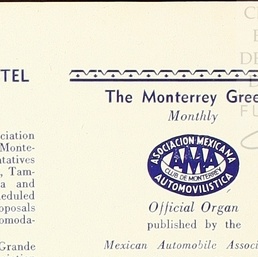 TEL
ciation
Monte-
tatives
, Tam-
a and
eduled
oposals
omoda-
Grande
The Monterrey Gree
Monthly
ASOCIACION MEXICANA
AMA
CLUB DE MONTERREY
AUTOMOVILISTICA
Official Organ
published by the
Mexican Automobile Associ